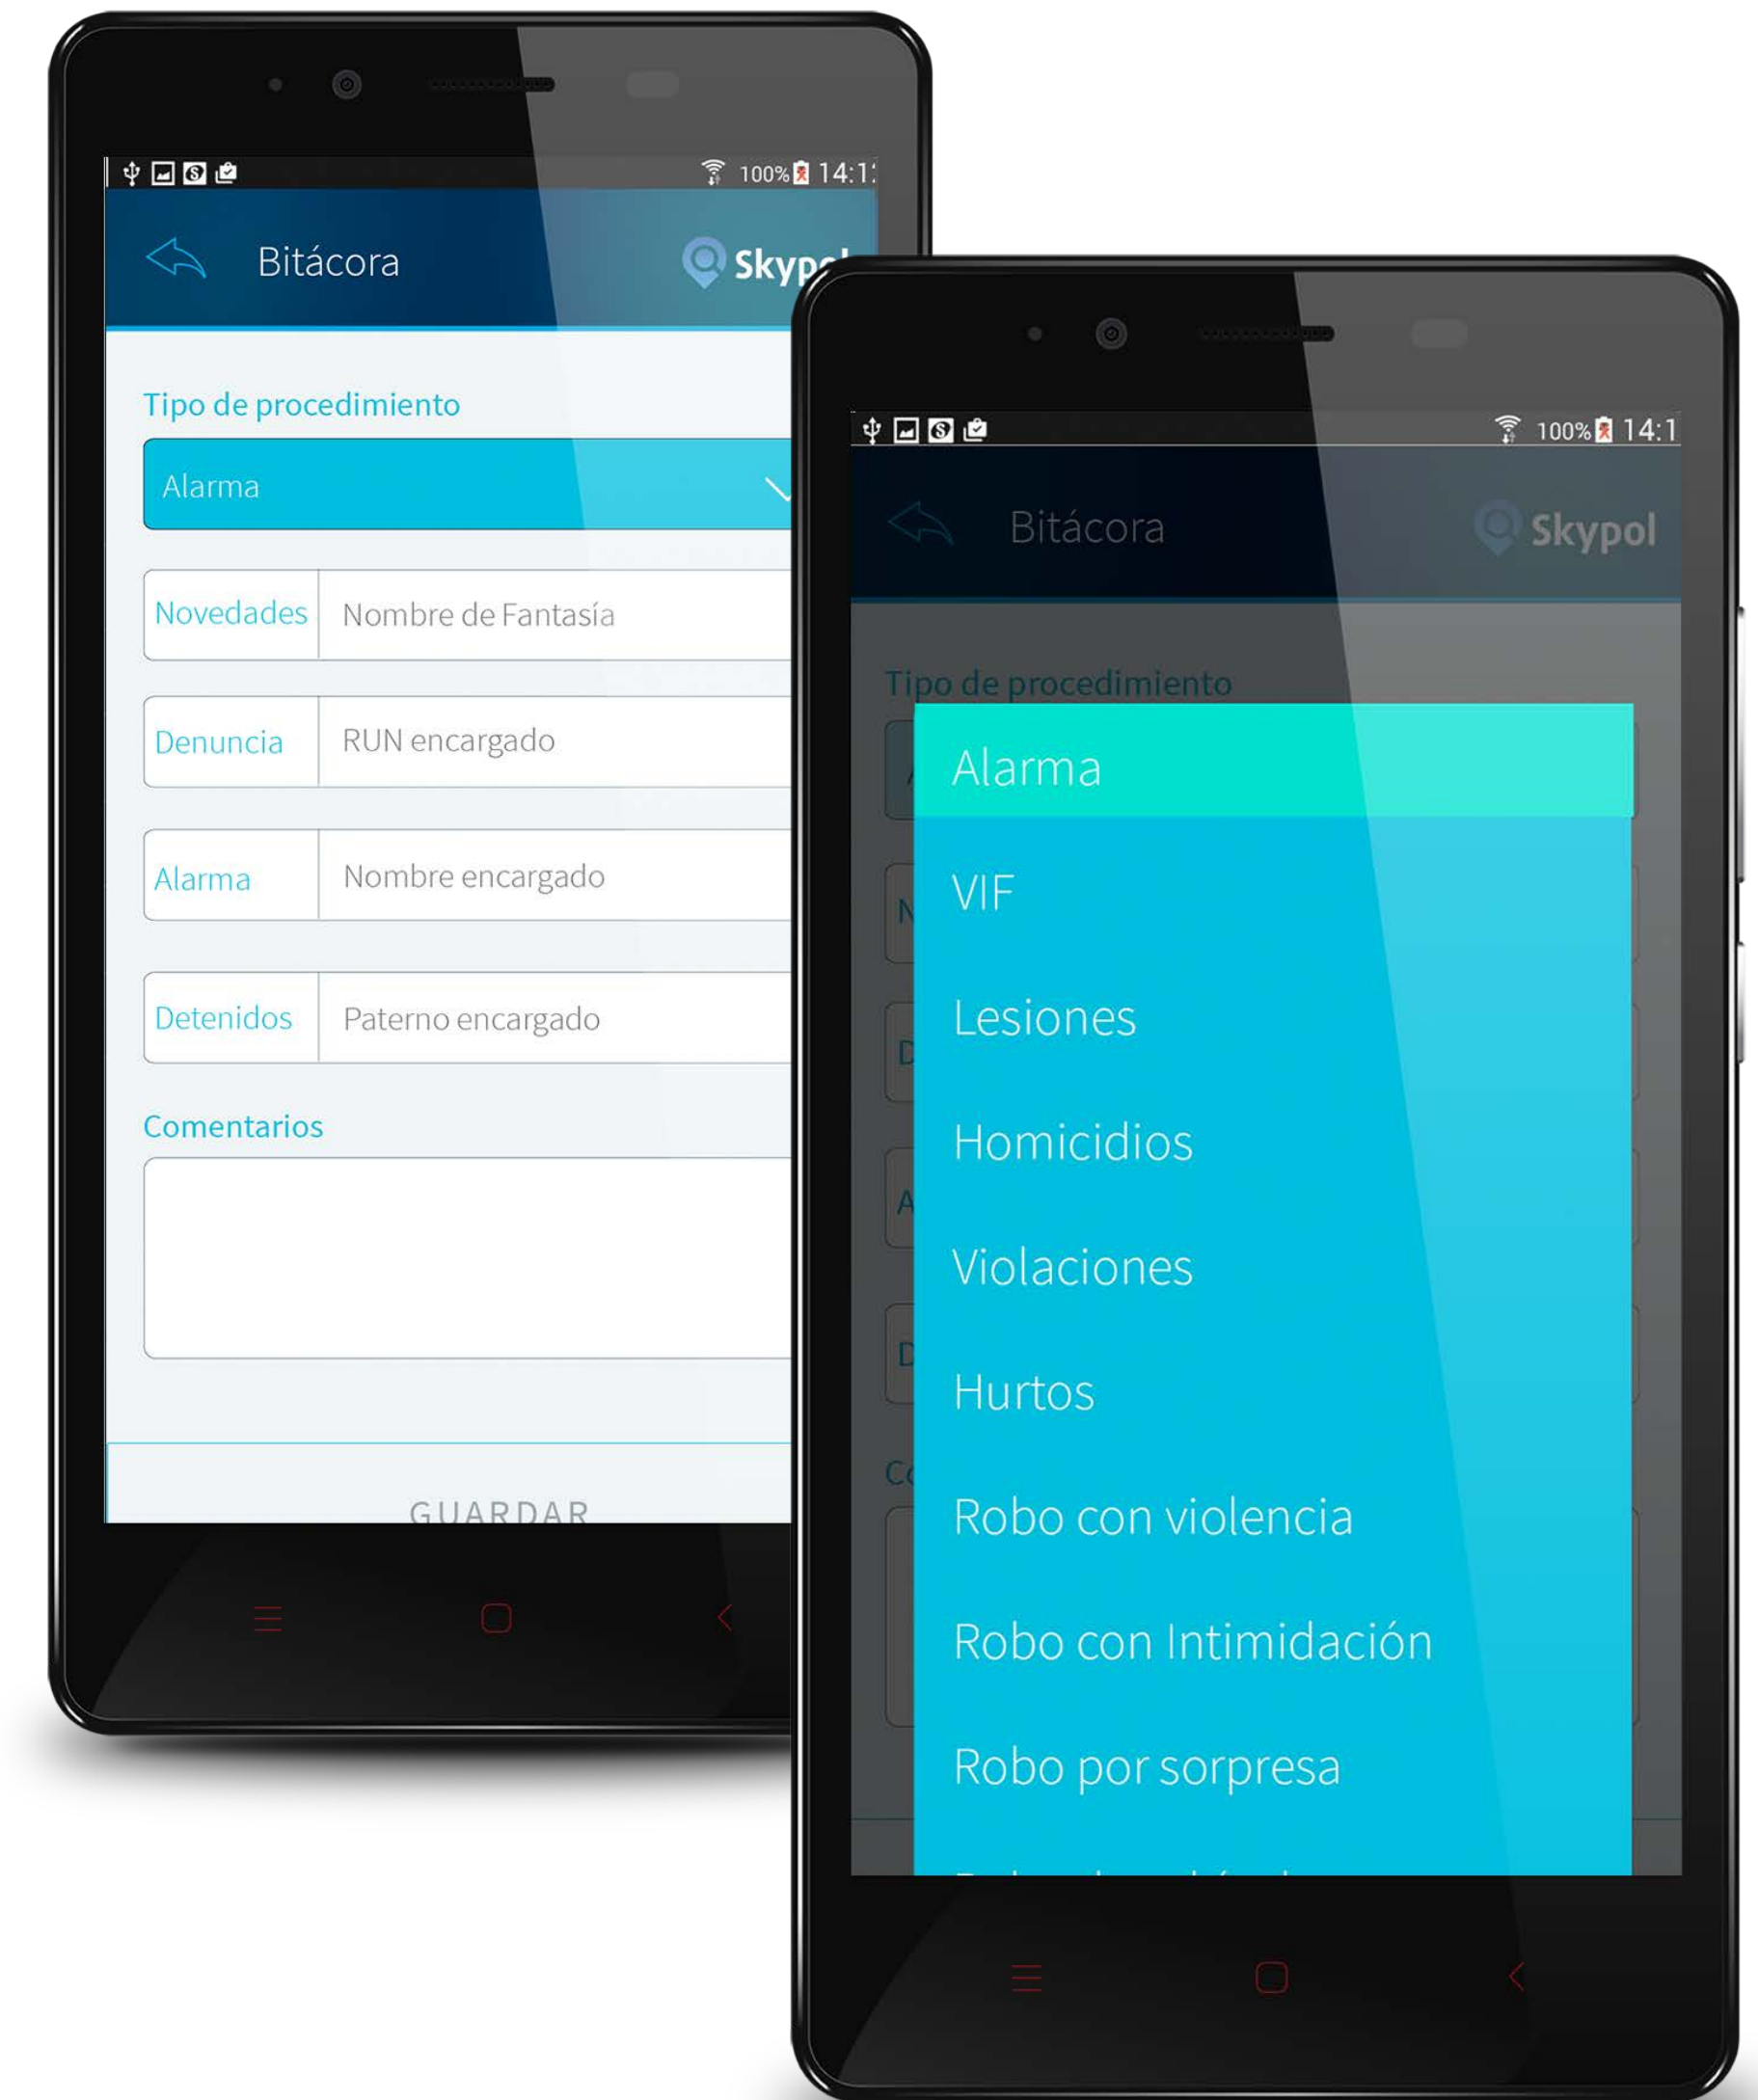 100% 14:1
Bitácora
Skypol
Tipo de procedimiento
Alarma
Novedades Nombre de Fantasía
Denuncia RUN encargado
Alarma Nombre encargado
Detenidos Paterno encargado
Comentarios
GUARDAR
100% 14:1
Bitácora
Skypol
Tipo de procedimiento
Alarma
VIF
Lesiones
Homicidios
Violaciones
Hurtos
Robo con violencia
Robo con Intimidación
Robo por sorpresa